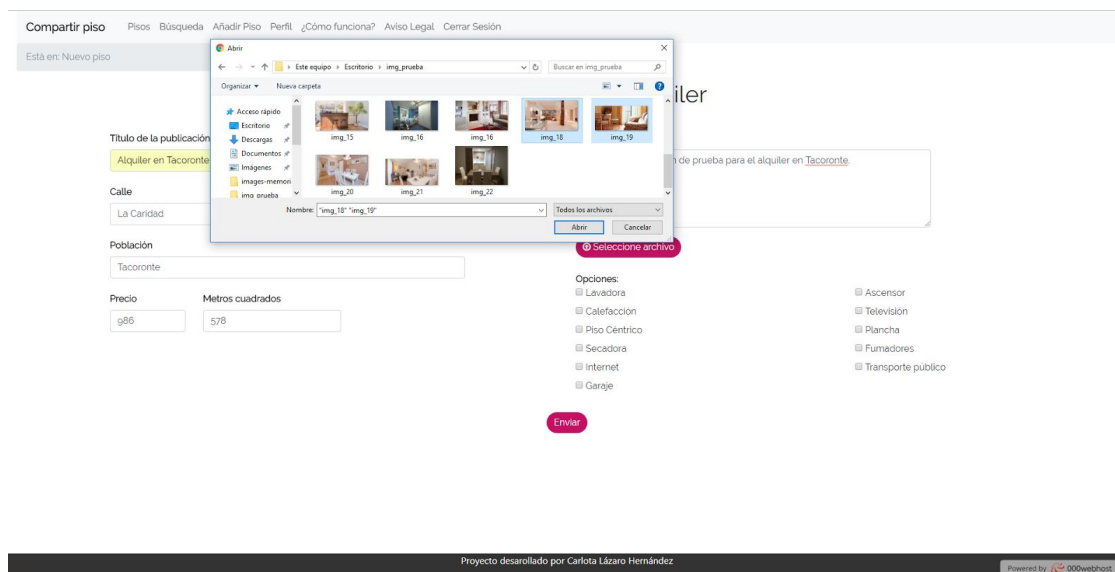 Compartir piso Pisos Búsqueda Añadir Piso Perfil ¿Cómo funciona? Aviso Legal Cerrar Sesión
Está en: Nuevo piso
Abrir
Este equipo > Escritorio > img_prueba
Buscar en img_prueba
Organizar Nueva carpeta
Acceso rápido
Escritorio
Descargas
Documentos
Imágenes
images-memori
img_prueba
img_15 img_16 img_16 img_18 img_19
img_20 img_21 img_22
Nombre: "img_18" "img_19" Todos los archivos
Abrir Cancelar
iler
Título de la publicación
Alquiler en Tacoronte
de prueba para el alquiler en Tacoronte.
Calle
La Caridad
Seleccione archivo
Población
Tacoronte
Precio Metros cuadrados
986 578
Opciones:
Lavadora Ascensor
Calefacción Televisión
Piso Céntrico Plancha
Secadora Fumadores
Internet Transporte público
Garaje
Enviar
Proyecto desarollado por Carlota Lázaro Hernández
Powered by 000webhost